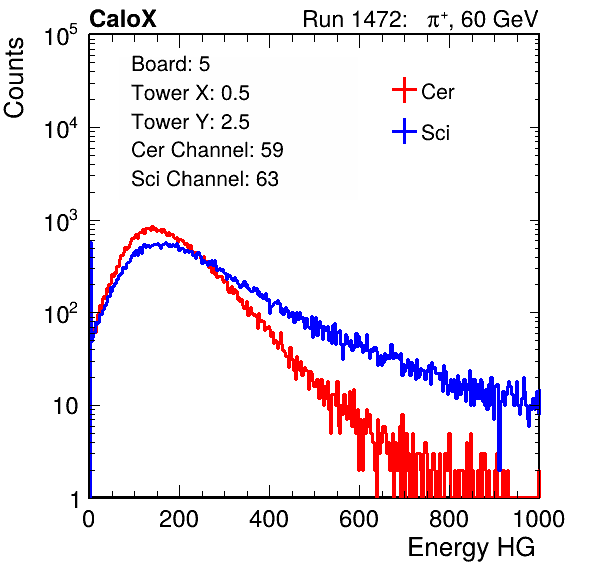 CaloX Run 1472: π⁺, 60 GeV
Counts
Board: 5
Tower X: 0.5
Tower Y: 2.5
Cer Channel: 59
Sci Channel: 63
Cer
Sci
10⁵
10⁴
10³
10²
10
1
0 200 400 600 800 1000
Energy HG